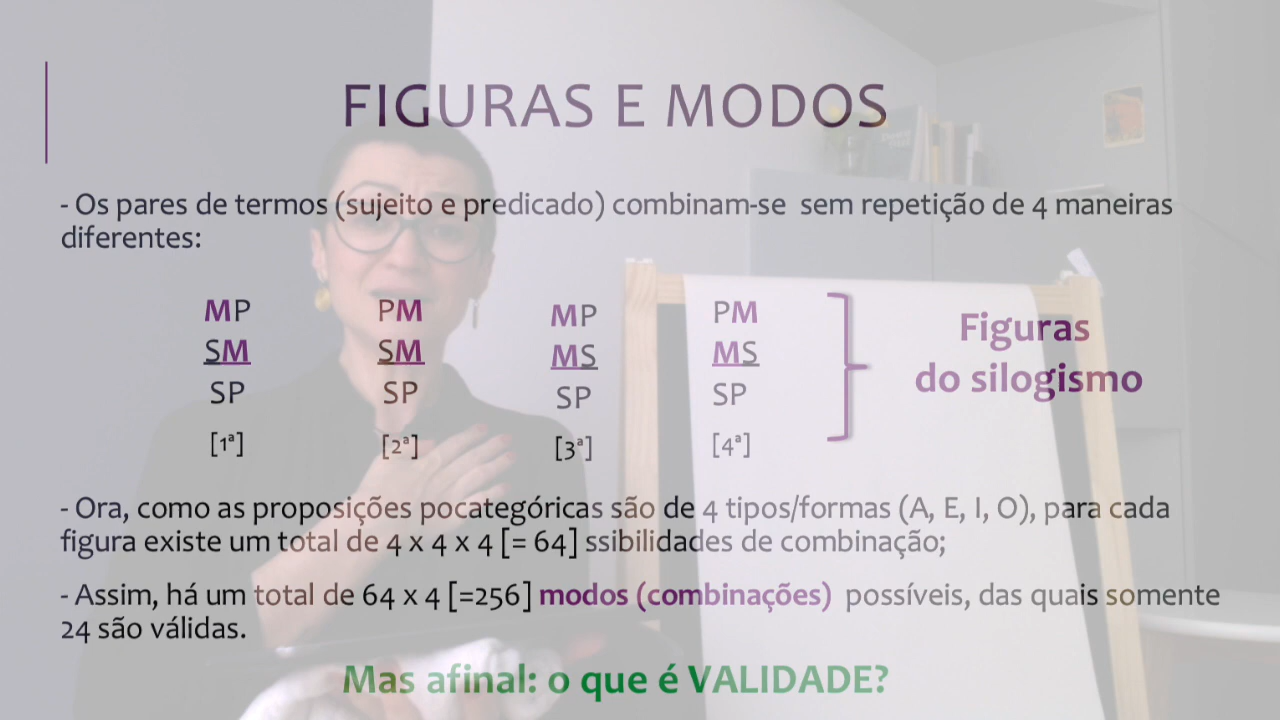 FIGURAS E MODOS
- Os pares de termos (sujeito e predicado) combinam-se sem repetição de 4 maneiras
diferentes:
MP PM MP PM
SM SM MS MS
SP SP SP SP
[1ª] [2ª] [3ª] [4ª]
Figuras
do silogismo
- Ora, como as proposições pocategóricas são de 4 tipos/formas (A, E, I, O), para cada
figura existe um total de 4 x 4 x 4 [= 64] ssibilidades de combinação;
- Assim, há um total de 64 x 4 [=256] modos (combinações) possíveis, das quais somente
24 são válidas.
Mas afinal: o que é VALIDADE?